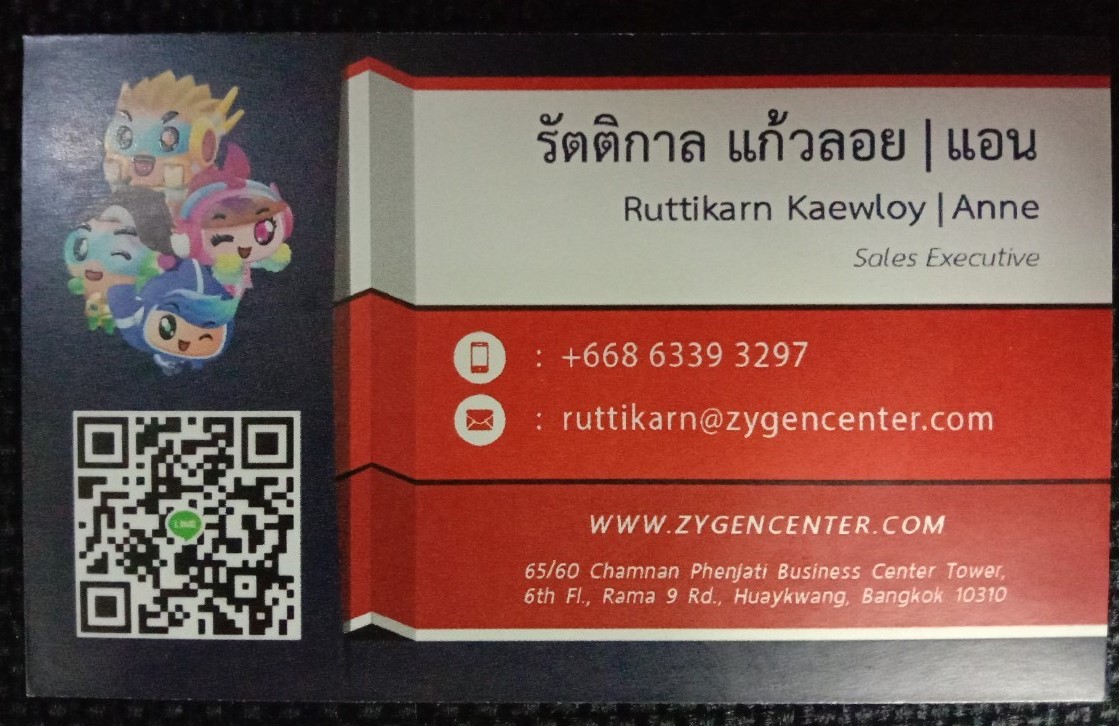 รัตติกาล แก้วลอย | แอน
Ruttikarn Kaewloy | Anne
Sales Executive
: +668 6339 3297
: ruttikarn@zygencenter.com
LINE
WWW.ZYGENCENTER.COM
65/60 Chamnan Phenjati Business Center Tower,
6th Fl., Rama 9 Rd., Huaykwang, Bangkok 10310